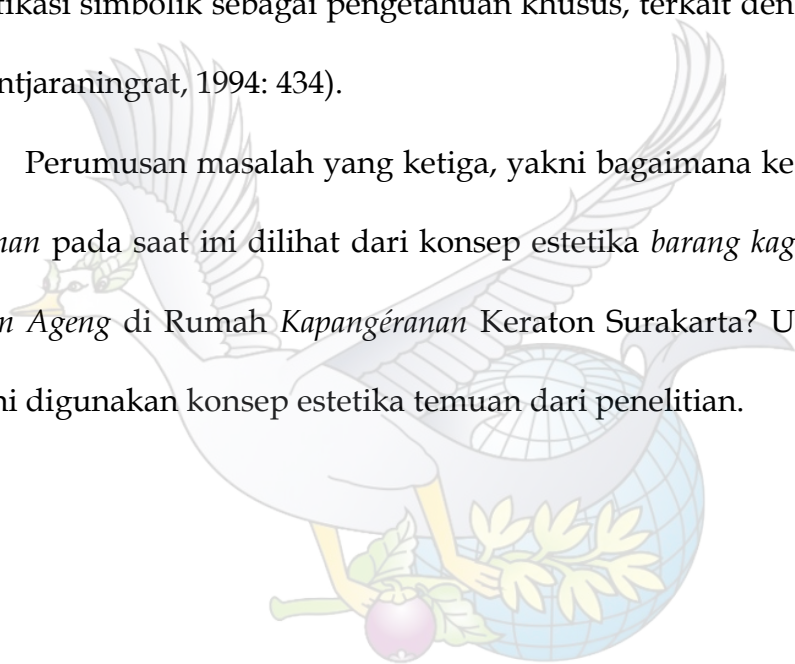 fikasi simbolik sebagai pengetahuan khusus, terkait den
ntjaraningrat, 1994: 434).
Perumusan masalah yang ketiga, yakni bagaimana ke
nan pada saat ini dilihat dari konsep estetika barang kag
n Ageng di Rumah Kapangéranan Keraton Surakarta? U
ni digunakan konsep estetika temuan dari penelitian.